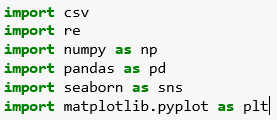 import csv
import re
import numpy as np
import pandas as pd
import seaborn as sns
import matplotlib.pyplot as plt